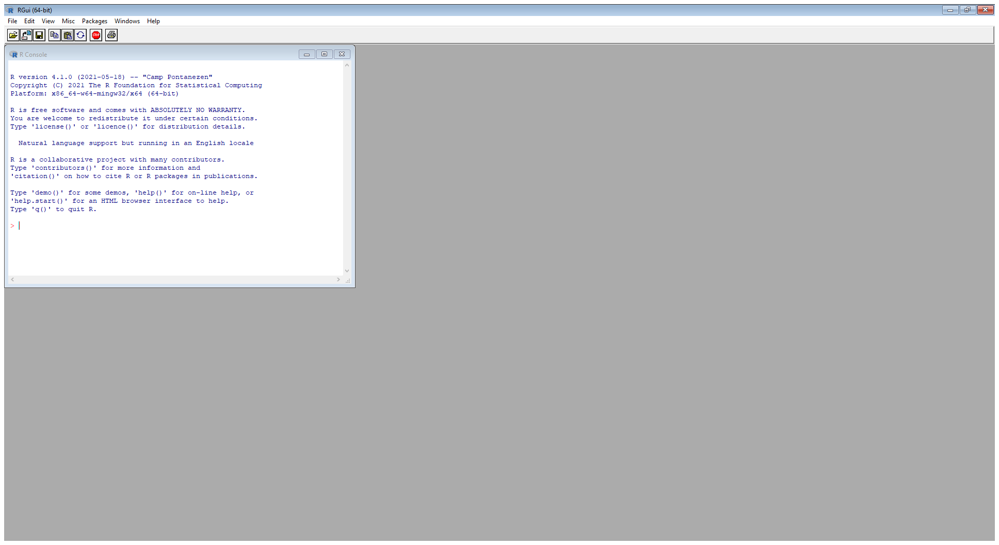 RGui (64-bit)
File Edit View Misc Packages Windows Help
STOP
R Console
R version 4.1.0 (2021-05-18) -- "Camp Pontanezen"
Copyright (C) 2021 The R Foundation for Statistical Computing
Platform: x86_64-w64-mingw32/x64 (64-bit)
R is free software and comes with ABSOLUTELY NO WARRANTY.
You are welcome to redistribute it under certain conditions.
Type 'license()' or 'licence()' for distribution details.
Natural language support but running in an English locale
R is a collaborative project with many contributors.
Type 'contributors()' for more information and
'citation()' on how to cite R or R packages in publications.
Type 'demo()' for some demos, 'help()' for on-line help, or
'help.start()' for an HTML browser interface to help.
Type 'q()' to quit R.
>